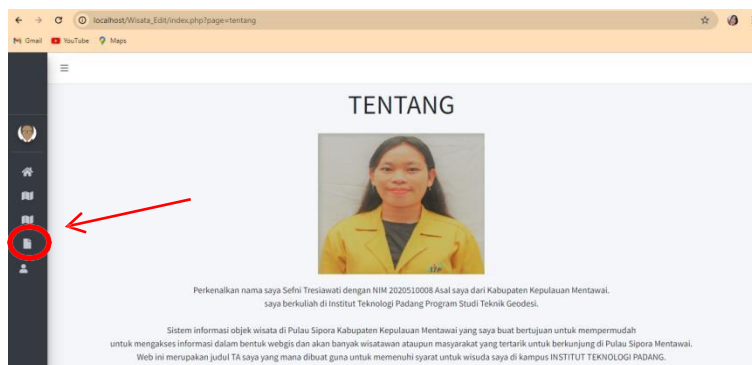 localhost/Wisata_Edit/index.php?page=tentang
Gmail YouTube Maps
TENTANG
Perkenalkan nama saya Sefni Tresiawati dengan NIM 2020510008 Asal saya dari Kabupaten Kepulauan Mentawai.
saya berkuliah di Institut Teknologi Padang Program Studi Teknik Geodesi.
Sistem informasi objek wisata di Pulau Sipora Kabupaten Kepulauan Mentawai yang saya buat bertujuan untuk mempermudah
untuk mengakses informasi dalam bentuk webgis dan akan banyak wisatawan ataupun masyarakat yang tertarik untuk berkunjung di Pulau Sipora Mentawai.
Web ini merupakan judul TA saya yang mana dibuat guna untuk memenuhi syarat untuk wisuda saya di kampus INSTITUT TEKNOLOGI PADANG.